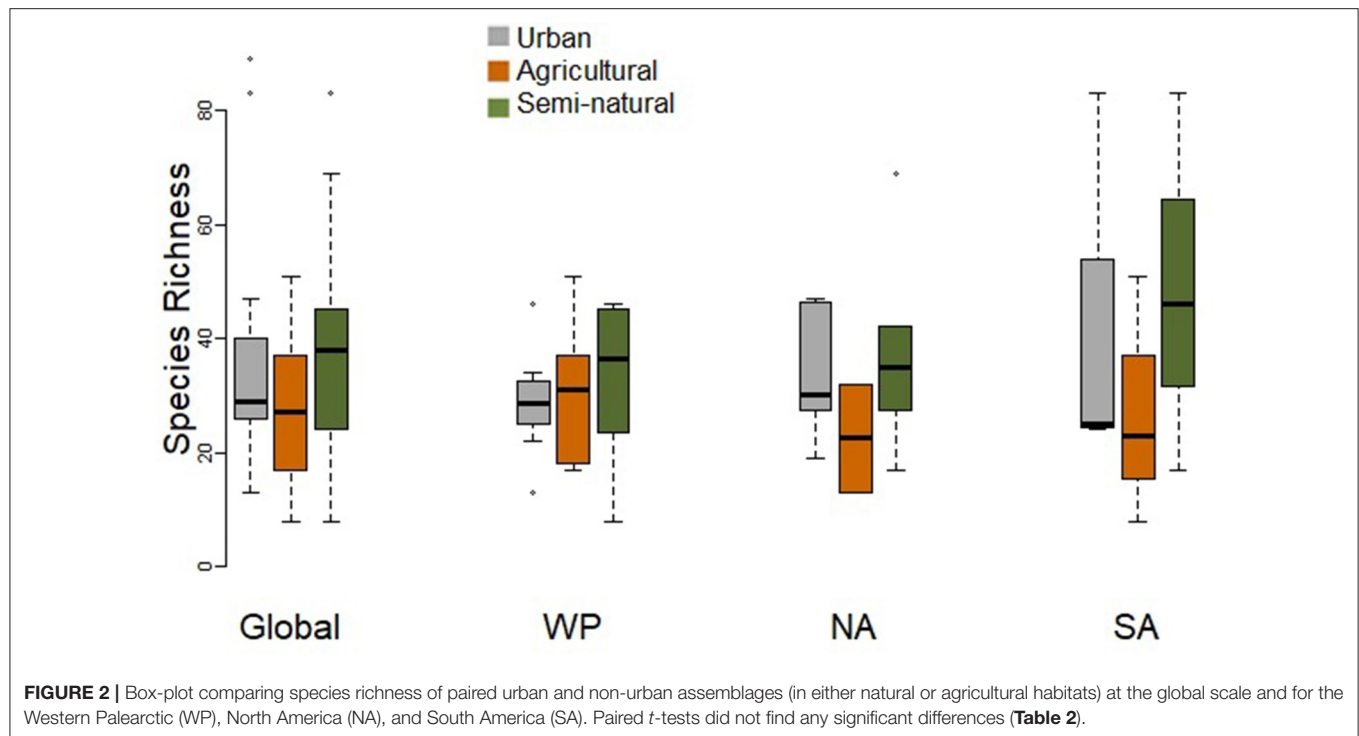 Urban
Agricultural
Semi-natural
Species Richness
80
60
40
20
0
Global WP NA SA
FIGURE 2 | Box-plot comparing species richness of paired urban and non-urban assemblages (in either natural or agricultural habitats) at the global scale and for the
Western Palearctic (WP), North America (NA), and South America (SA). Paired t-tests did not find any significant differences (Table 2).